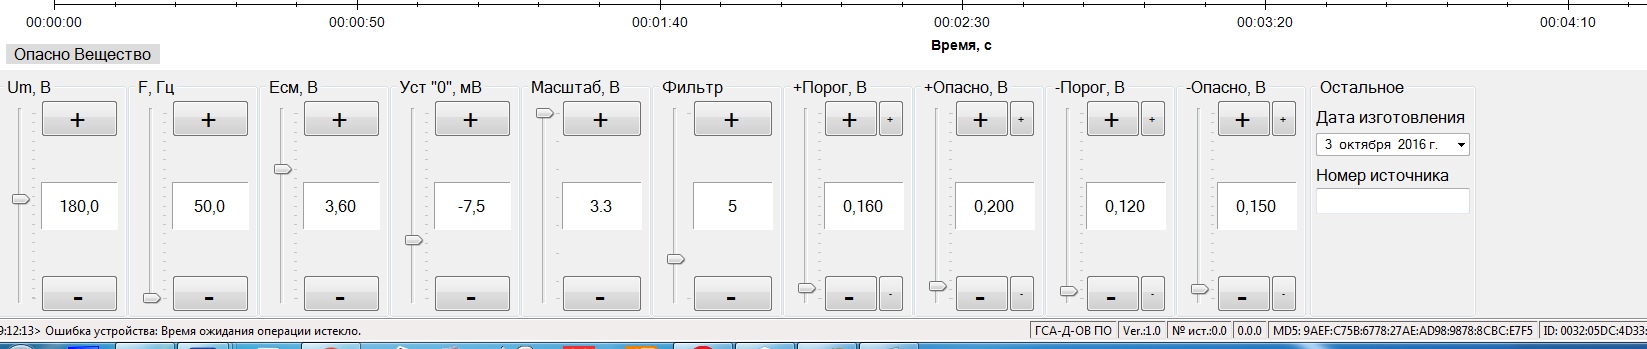 00:00:00 00:00:50 00:01:40 00:02:30 00:03:20 00:04:10
Время, с
Опасно Вещество
Um, В F, Гц Есм, В Уст "0", мВ Масштаб, В Фильтр +Порог, В +Опасно, В -Порог, В -Опасно, В Остальное
+ + + + + + + + + + + + + +
Дата изготовления
3 октября 2016 г.
Номер источника
180,0 50,0 3,60 -7,5 3.3 5 0,160 0,200 0,120 0,150
- - - - - - - - - - - - - -
9:12:13> Ошибка устройства: Время ожидания операции истекло. ГСА-Д-ОВ ПО Ver.:1.0 № ист.:0.0 0.0.0 MD5: 9AEF:C75B:6778:27AE:AD98:9878:8CBC:E7F5 ID: 0032:05DC:4D33: